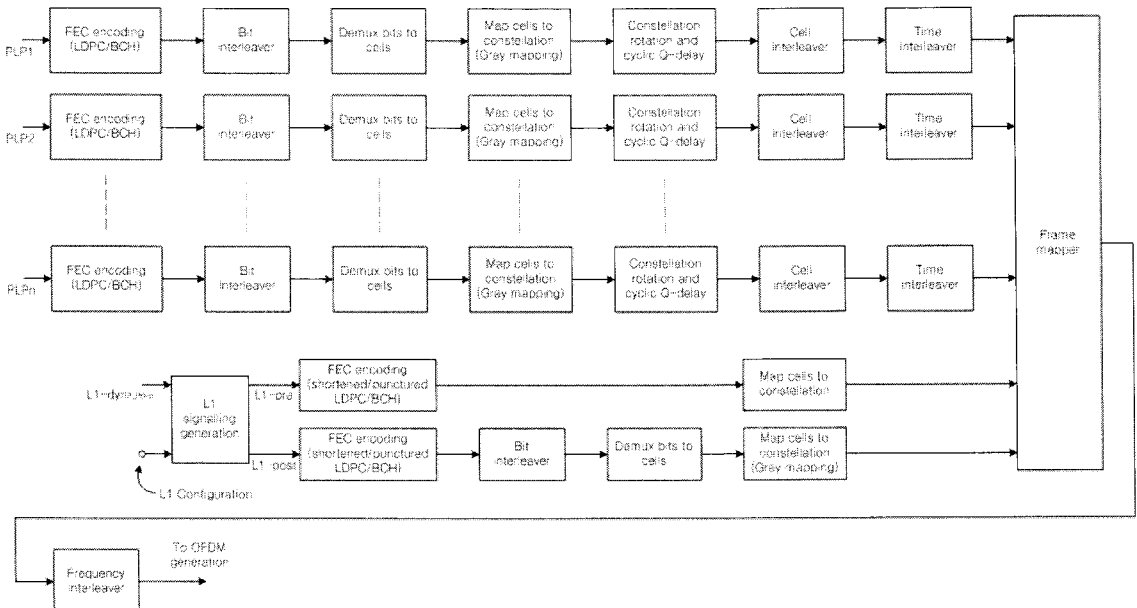 PLP1
FEC encoding
(LDPC/BCH)
Bit
interleaver
Demux bits to
cells
Map cells to
constellation
(Gray mapping)
Constellation
rotation and
cyclic Q-delay
Cell
interleaver
Time
interleaver
PLP2
FEC encoding
(LDPC/BCH)
Bit
interleaver
Demux bits to
cells
Map cells to
constellation
(Gray mapping)
Constellation
rotation and
cyclic Q-delay
Cell
interleaver
Time
interleaver
Frame
mapper
PLPn
FEC encoding
(LDPC/BCH)
Bit
interleaver
Demux bits to
cells
Map cells to
constellation
(Gray mapping)
Constellation
rotation and
cyclic Q-delay
Cell
interleaver
Time
interleaver
L1-dynamic
L1
signalling
generation
L1-pre
FEC encoding
(shortened/punctured
LDPC/BCH)
Map cells to
constellation
L1-post
FEC encoding
(shortened/punctured
LDPC/BCH)
Bit
interleaver
Demux bits to
cells
Map cells to
constellation
(Gray mapping)
L1 Configuration
Frequency
interleaver
To OFDM
generation